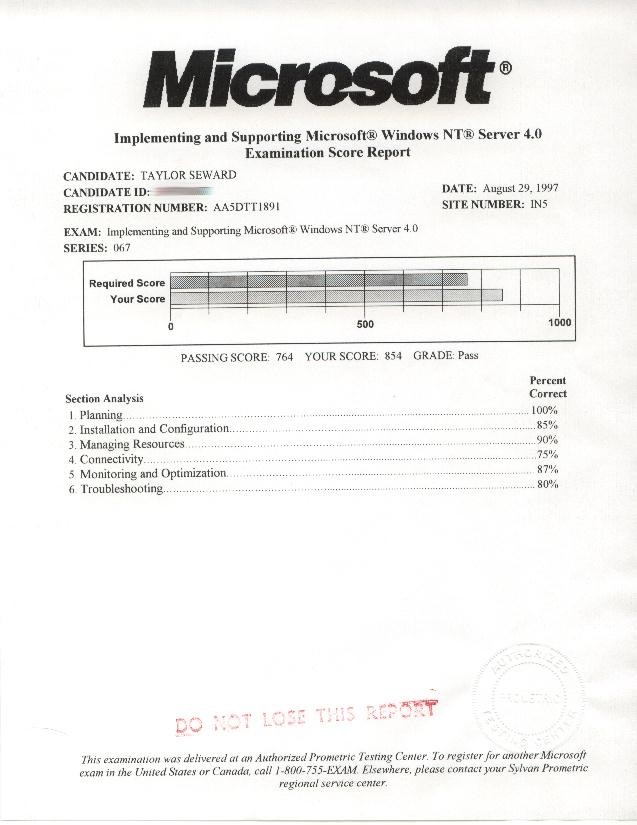 Microsoft®
Implementing and Supporting Microsoft® Windows NT® Server 4.0
Examination Score Report
CANDIDATE: TAYLOR SEWARD
CANDIDATE ID:
REGISTRATION NUMBER: AA5DTT1891
DATE: August 29, 1997
SITE NUMBER: IN5
EXAM: Implementing and Supporting Microsoft® Windows NT® Server 4.0
SERIES: 067
Required Score
Your Score
0 500 1000
PASSING SCORE: 764 YOUR SCORE: 854 GRADE: Pass
Percent
Section Analysis Correct
1. Planning 100%
2. Installation and Configuration 85%
3. Managing Resources 90%
4. Connectivity 75%
5. Monitoring and Optimization 87%
6. Troubleshooting 80%
AUTHORIZED
PROMETRIC
TESTING CENTER
DO NOT LOSE THIS REPORT
This examination was delivered at an Authorized Prometric Testing Center. To register for another Microsoft
exam in the United States or Canada, call 1-800-755-EXAM. Elsewhere, please contact your Sylvan Prometric
regional service center.